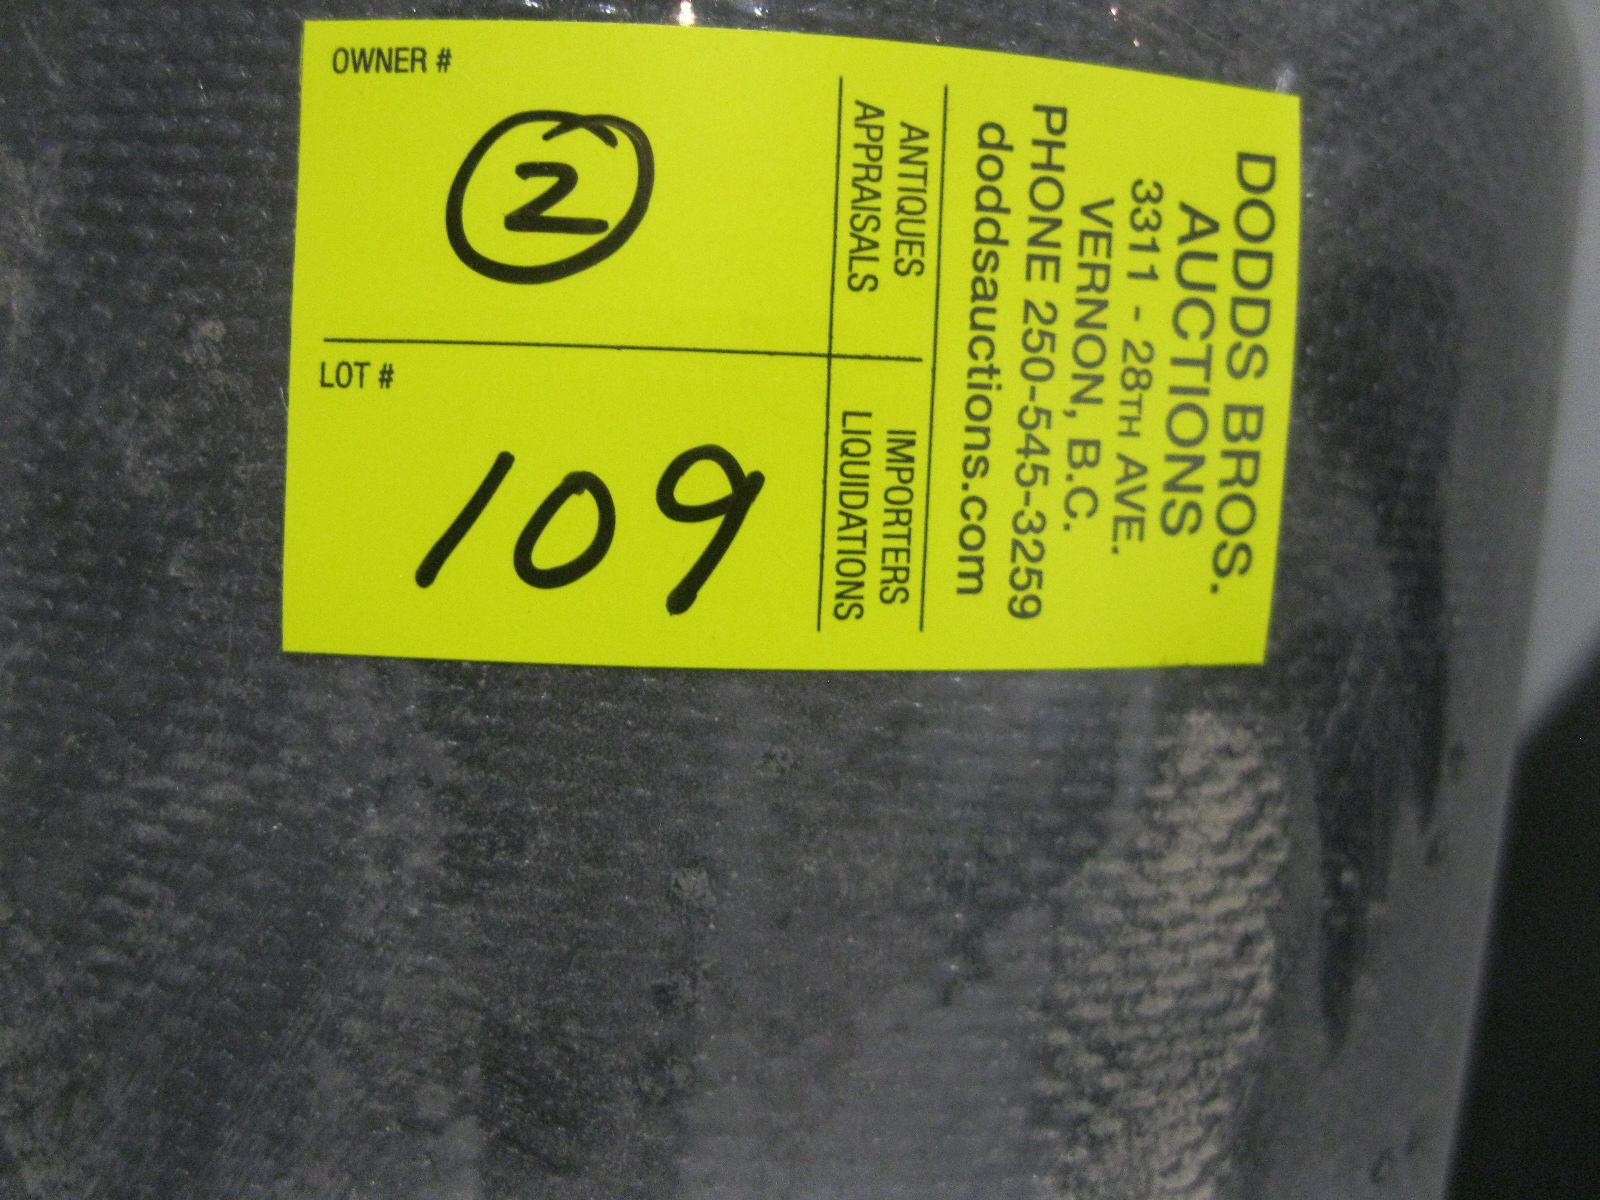 DODDS BROS.
AUCTIONS
3311 - 28TH AVE.
VERNON, B.C.
PHONE 250-545-3259
doddsauctions.com
ANTIQUES
APPRAISALS
IMPORTERS
LIQUIDATIONS
OWNER #
2
LOT #
109